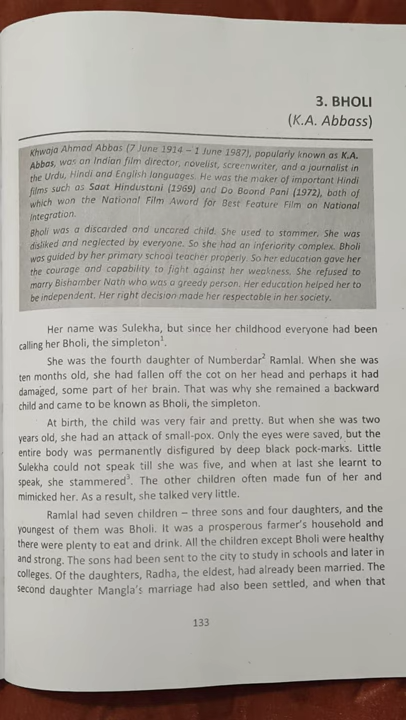 3. BHOLI
(K.A. Abbass)
Khwaja Ahmad Abbas (7 June 1914 – 1 June 1987), popularly known as K.A.
Abbas, was an Indian film director, novelist, screenwriter, and a journalist in
the Urdu, Hindi and English languages. He was the maker of important Hindi
films such as Saat Hindustani (1969) and Do Boond Pani (1972), both of
which won the National Film Award for Best Feature Film on National
Integration.
Bholi was a discarded and uncared child. She used to stammer. She was
disliked and neglected by everyone. So she had an inferiority complex. Bholi
was guided by her primary school teacher properly. So her education gave her
the courage and capability to fight against her weakness. She refused to
marry Bishamber Nath who was a greedy person. Her education helped her to
be independent. Her right decision made her respectable in her society.
Her name was Sulekha, but since her childhood everyone had been
calling her Bholi, the simpleton¹.
She was the fourth daughter of Numberdar² Ramlal. When she was
ten months old, she had fallen off the cot on her head and perhaps it had
damaged, some part of her brain. That was why she remained a backward
child and came to be known as Bholi, the simpleton.
At birth, the child was very fair and pretty. But when she was two
years old, she had an attack of small-pox. Only the eyes were saved, but the
entire body was permanently disfigured by deep black pock-marks. Little
Sulekha could not speak till she was five, and when at last she learnt to
speak, she stammered³. The other children often made fun of her and
mimicked her. As a result, she talked very little.
Ramlal had seven children – three sons and four daughters, and the
youngest of them was Bholi. It was a prosperous farmer's household and
there were plenty to eat and drink. All the children except Bholi were healthy
and strong. The sons had been sent to the city to study in schools and later in
colleges. Of the daughters, Radha, the eldest, had already been married. The
second daughter Mangla's marriage had also been settled, and when that
133